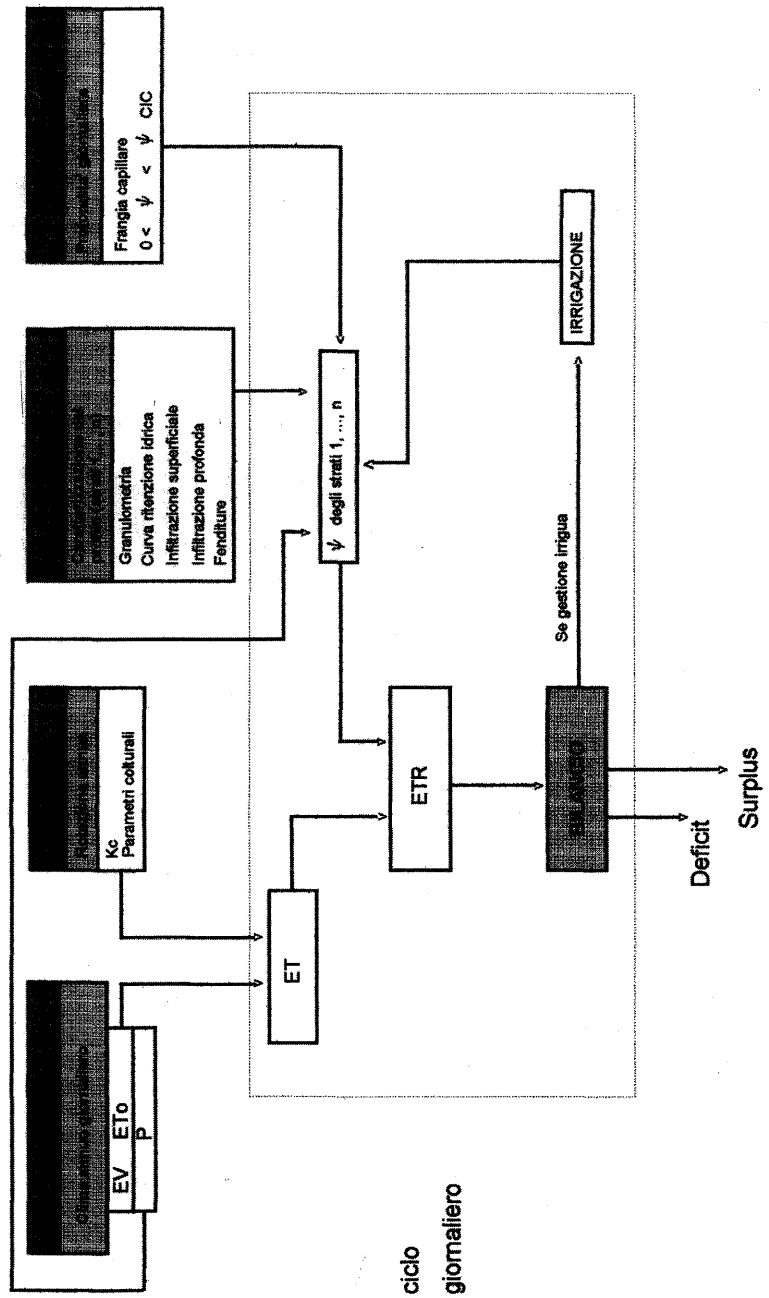 EV ETo
P
Kc
Parametri colturali
Granulometria
Curva ritenzione idrica
Infiltrazione superficiale
Infiltrazione profonda
Fenditure
Frangia capillare
0 < ψ < ψ CIC
ET
ETR
ψ degli strati 1, ..., n
BILANCIO
Se gestione irrigua
IRRIGAZIONE
Deficit
Surplus
ciclo
giornaliero